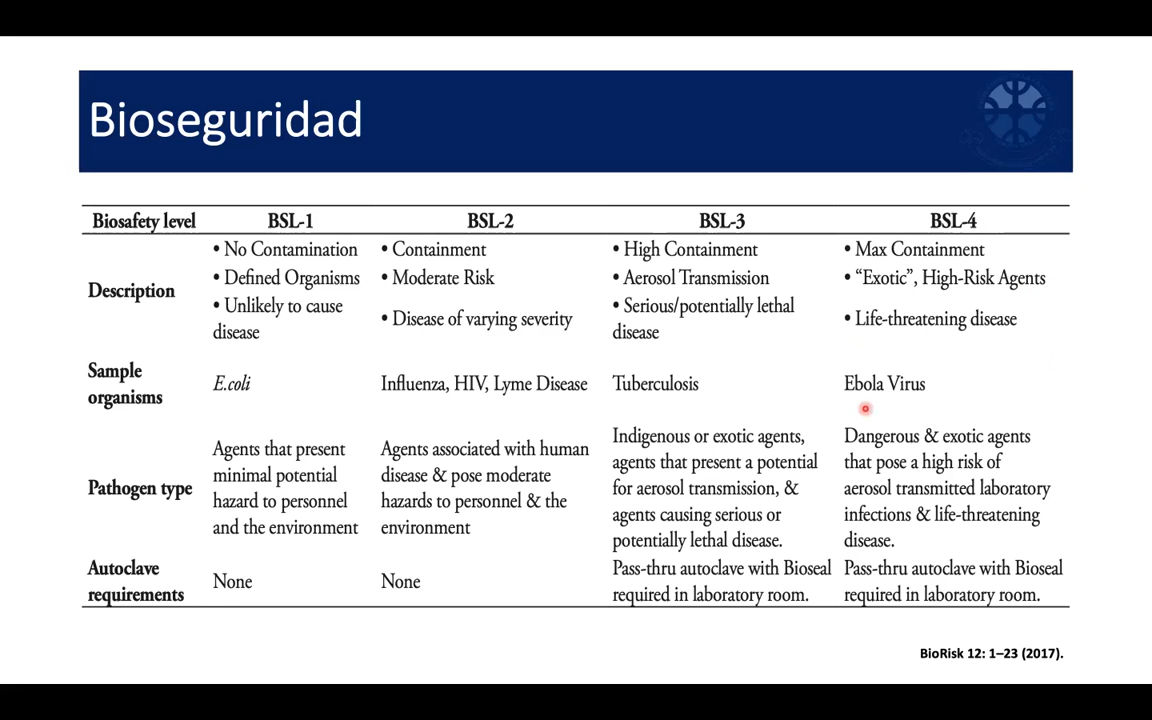 Bioseguridad
Biosafety level BSL-1 BSL-2 BSL-3 BSL-4
Description
• No Contamination
• Defined Organisms
• Unlikely to cause
disease
• Containment
• Moderate Risk
• Disease of varying severity
• High Containment
• Aerosol Transmission
• Serious/potentially lethal
disease
• Max Containment
• “Exotic”, High-Risk Agents
• Life-threatening disease
Sample
organisms
E.coli
Influenza, HIV, Lyme Disease
Tuberculosis
Ebola Virus
Pathogen type
Agents that present
minimal potential
hazard to personnel
and the environment
Agents associated with human
disease & pose moderate
hazards to personnel & the
environment
Indigenous or exotic agents,
agents that present a potential
for aerosol transmission, &
agents causing serious or
potentially lethal disease.
Dangerous & exotic agents
that pose a high risk of
aerosol transmitted laboratory
infections & life-threatening
disease.
Autoclave
requirements
None
None
Pass-thru autoclave with Bioseal
required in laboratory room.
Pass-thru autoclave with Bioseal
required in laboratory room.
BioRisk 12: 1–23 (2017).